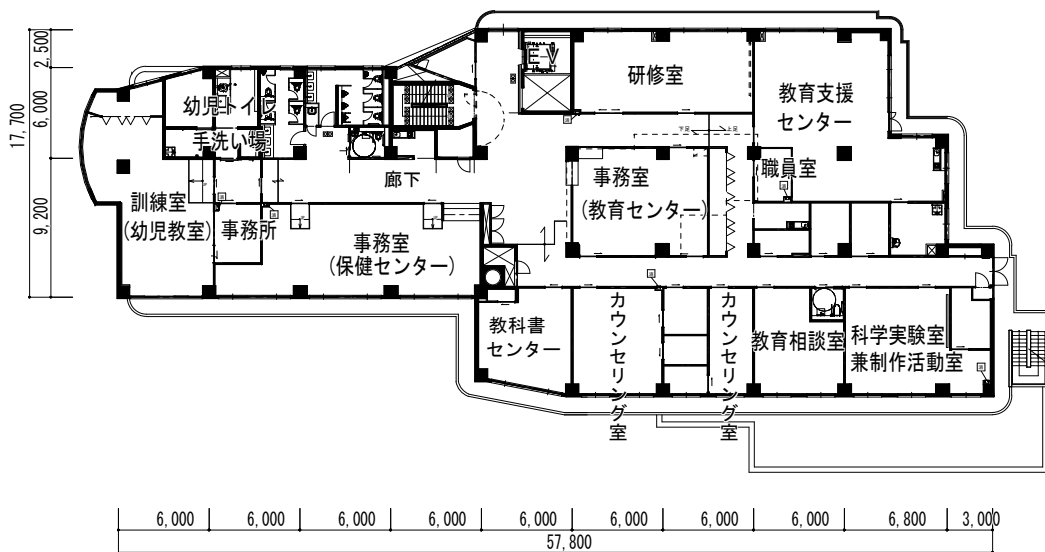 EV
2,500
6,000
9,200
17,700
研修室
教育支援
センター
幼児トイレ
手洗い場
下足
上足
廊下
事務室
(教育センター)
職員室
訓練室
(幼児教室)
事務所
事務室
(保健センター)
教科書
センター
カウンセリング室
カウンセリング室
教育相談室
科学実験室
兼制作活動室
6,000
6,000
6,000
6,000
6,000
6,000
6,000
6,000
6,800
3,000
57,800